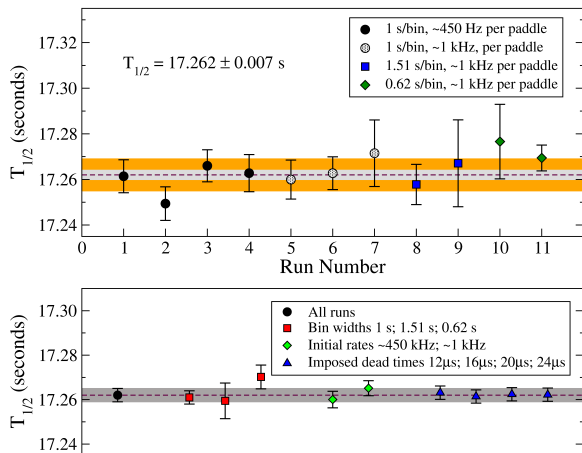 17.32
17.30
17.28
17.26
17.24
T1/2 (seconds)
T1/2 = 17.262 ± 0.007 s
1 s/bin, ~450 Hz per paddle
1 s/bin, ~1 kHz, per paddle
1.51 s/bin, ~1 kHz per paddle
0.62 s/bin, ~1 kHz per paddle
0 1 2 3 4 5 6 7 8 9 10 11
Run Number
17.30
17.28
17.26
17.24
T1/2 (seconds)
All runs
Bin widths 1 s; 1.51 s; 0.62 s
Initial rates ~450 kHz; ~1 kHz
Imposed dead times 12μs; 16μs; 20μs; 24μs